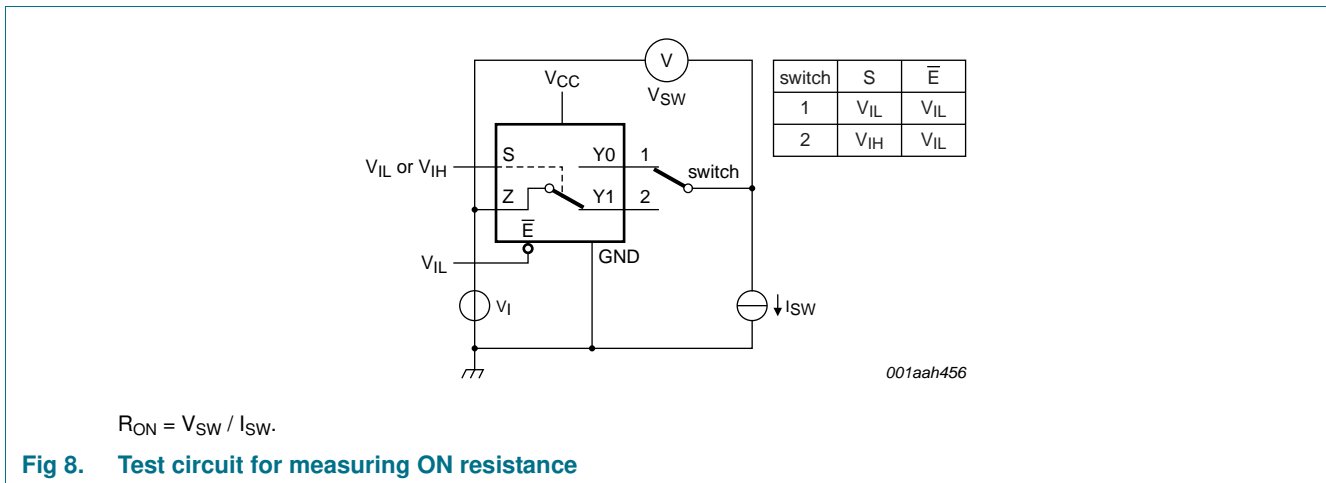 V
VCC
VSW
switch S E̅
1 VIL VIL
2 VIH VIL
VIL or VIH
S
Y0
1
switch
Z
Y1
2
E̅
VIL
GND
VI
ISW
001aah456
RON = VSW / ISW.
Fig 8. Test circuit for measuring ON resistance